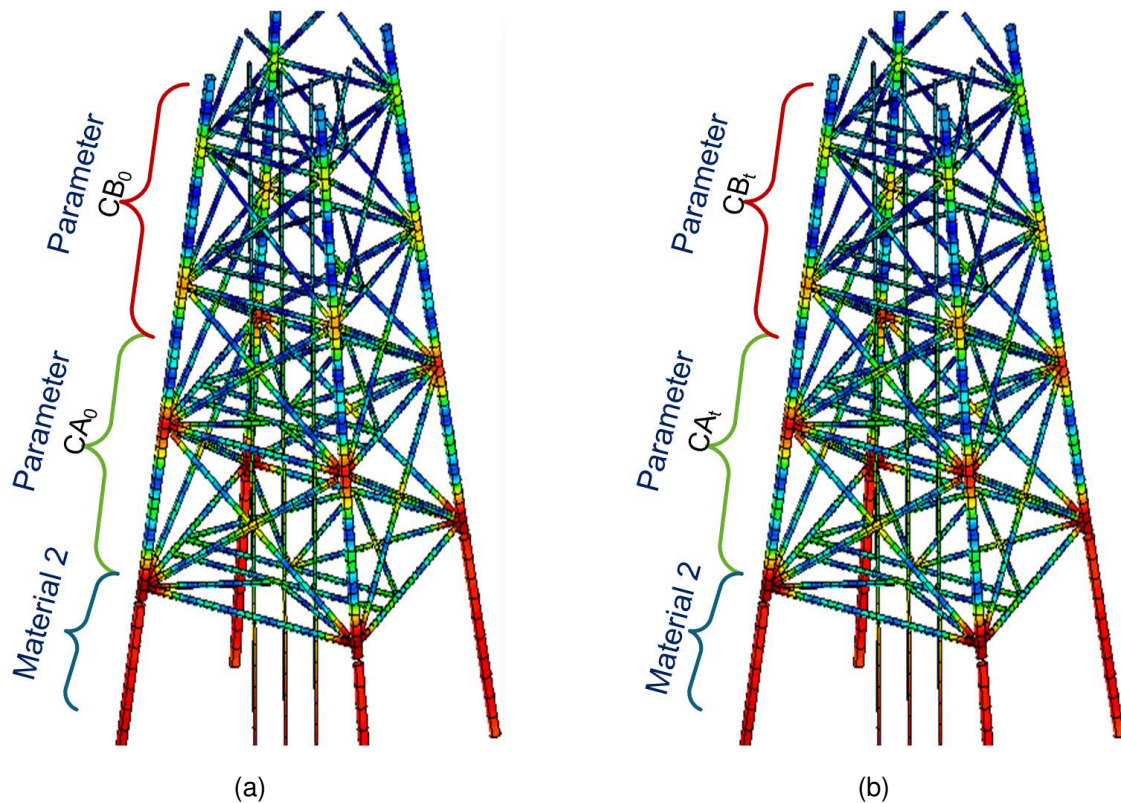 Parameter
CB₀
Parameter
CA₀
Material 2
(a)
Parameter
CBₜ
Parameter
CAₜ
Material 2
(b)